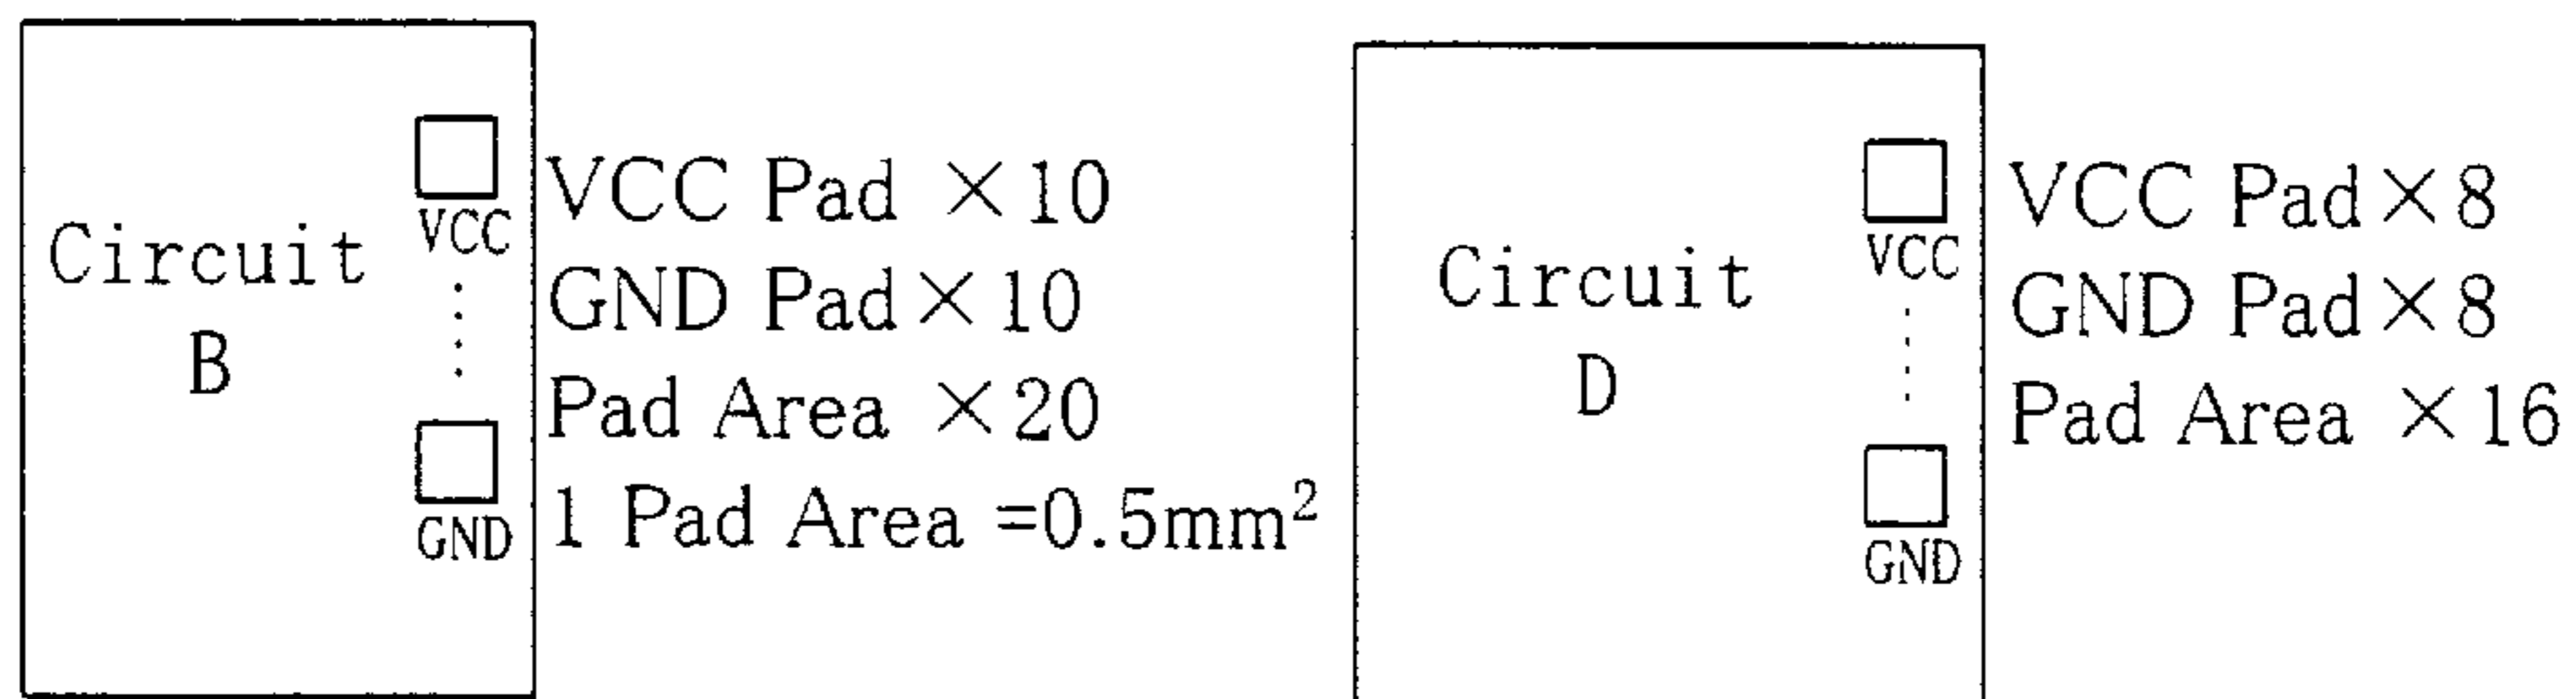 Circuit
B
VCC
GND
VCC Pad ×10
GND Pad×10
Pad Area ×20
1 Pad Area =0.5mm²
Circuit
D
VCC
GND
VCC Pad×8
GND Pad×8
Pad Area ×16